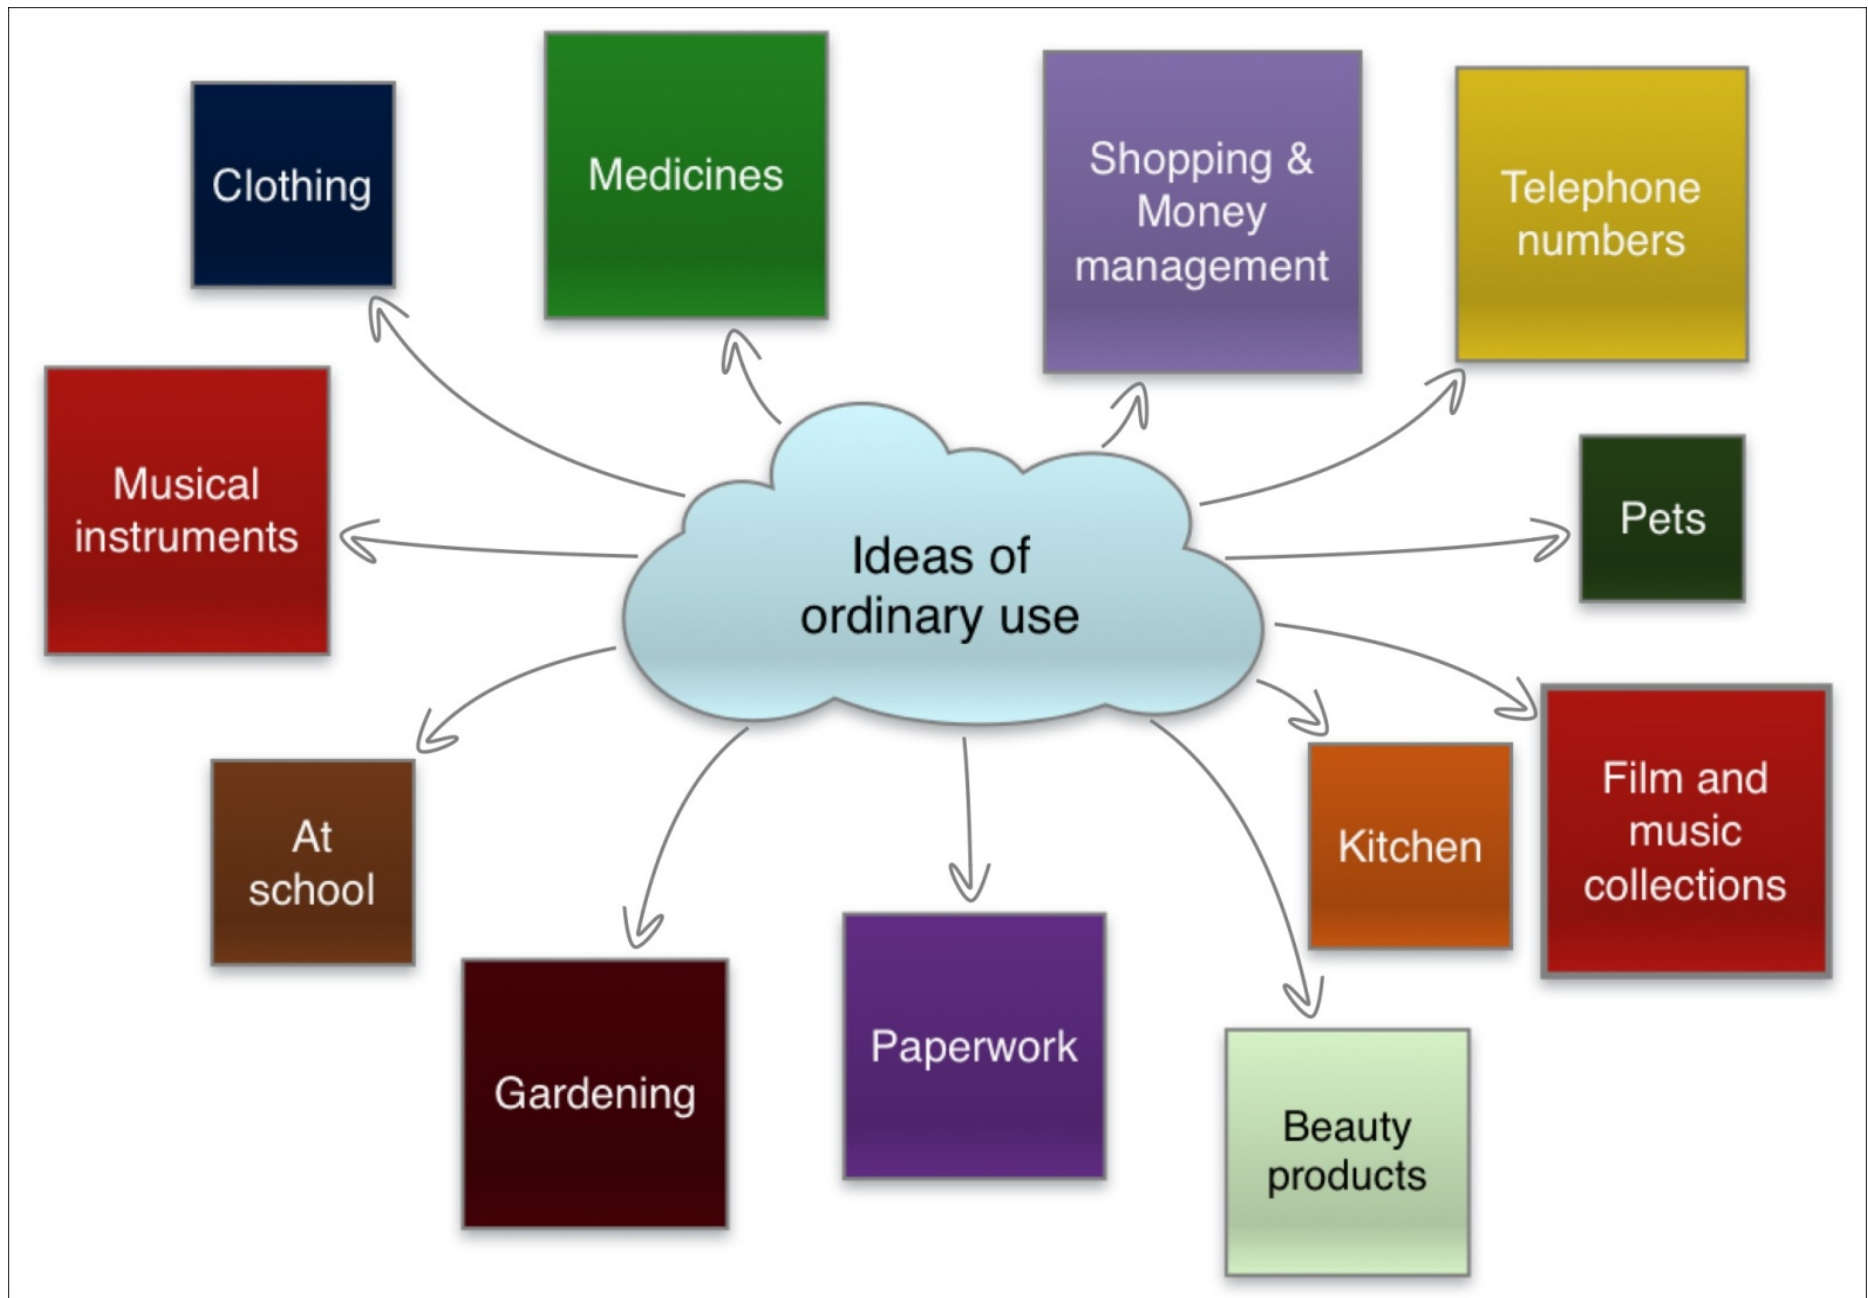 Clothing
Medicines
Shopping &
Money
management
Telephone
numbers
Musical
instruments
Pets
Ideas of
ordinary use
At
school
Kitchen
Film and
music
collections
Gardening
Paperwork
Beauty
products